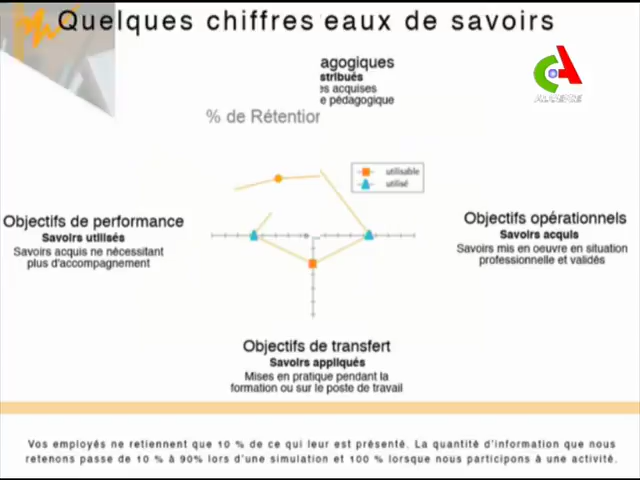 Quelques chiffres eaux de savoirs
agogiques
stribués
es acquises
e pédagogique
% de Rétention
utilisable
utilisé
Objectifs de performance
Savoirs utilisés
Savoirs acquis ne nécessitant
plus d'accompagnement
Objectifs opérationnels
Savoirs acquis
Savoirs mis en oeuvre en situation
professionnelle et validés
Objectifs de transfert
Savoirs appliqués
Mises en pratique pendant la
formation ou sur le poste de travail
Vos employés ne retiennent que 10 % de ce qui leur est présenté. La quantité d'information que nous
retenons passe de 10 % à 90% lors d'une simulation et 100 % lorsque nous participons à une activité.